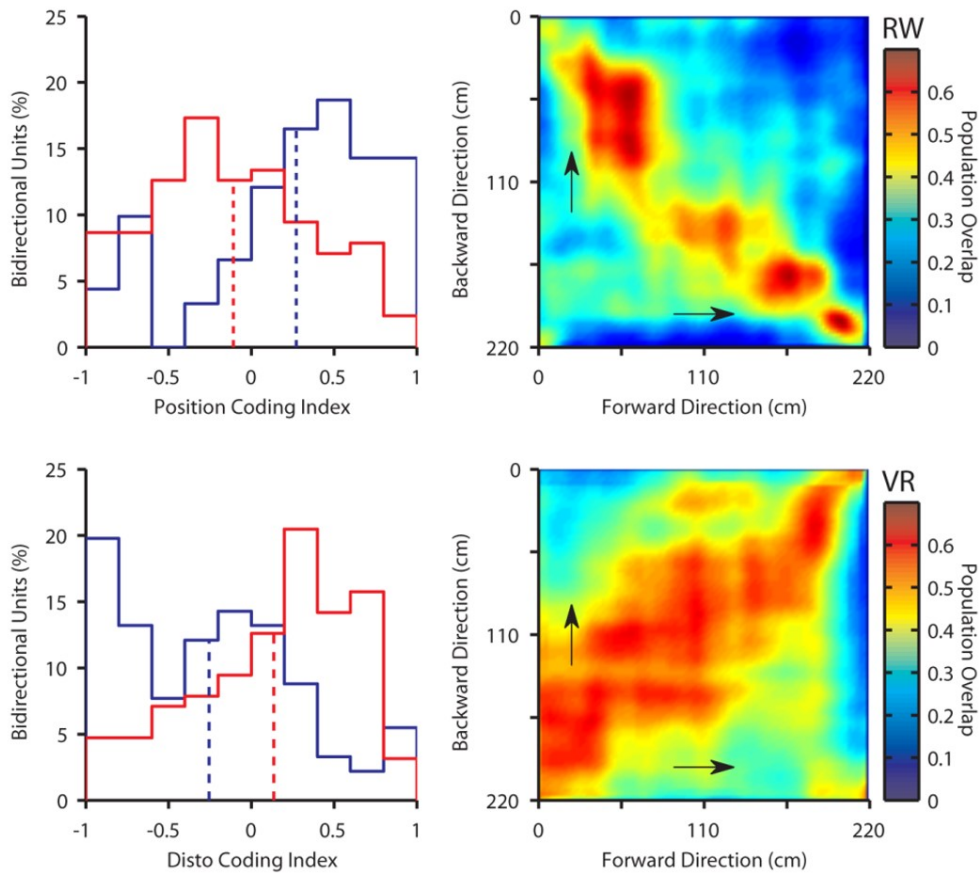 25
20
15
10
5
0
Bidirectional Units (%)
-1 -0.5 0 0.5 1
Position Coding Index
0
110
220
Backward Direction (cm)
0 110 220
Forward Direction (cm)
RW
0.6
0.5
0.4
0.3
0.2
0.1
0
Population Overlap
25
20
15
10
5
0
Bidirectional Units (%)
-1 -0.5 0 0.5 1
Disto Coding Index
0
110
220
Backward Direction (cm)
0 110 220
Forward Direction (cm)
VR
0.6
0.5
0.4
0.3
0.2
0.1
0
Population Overlap